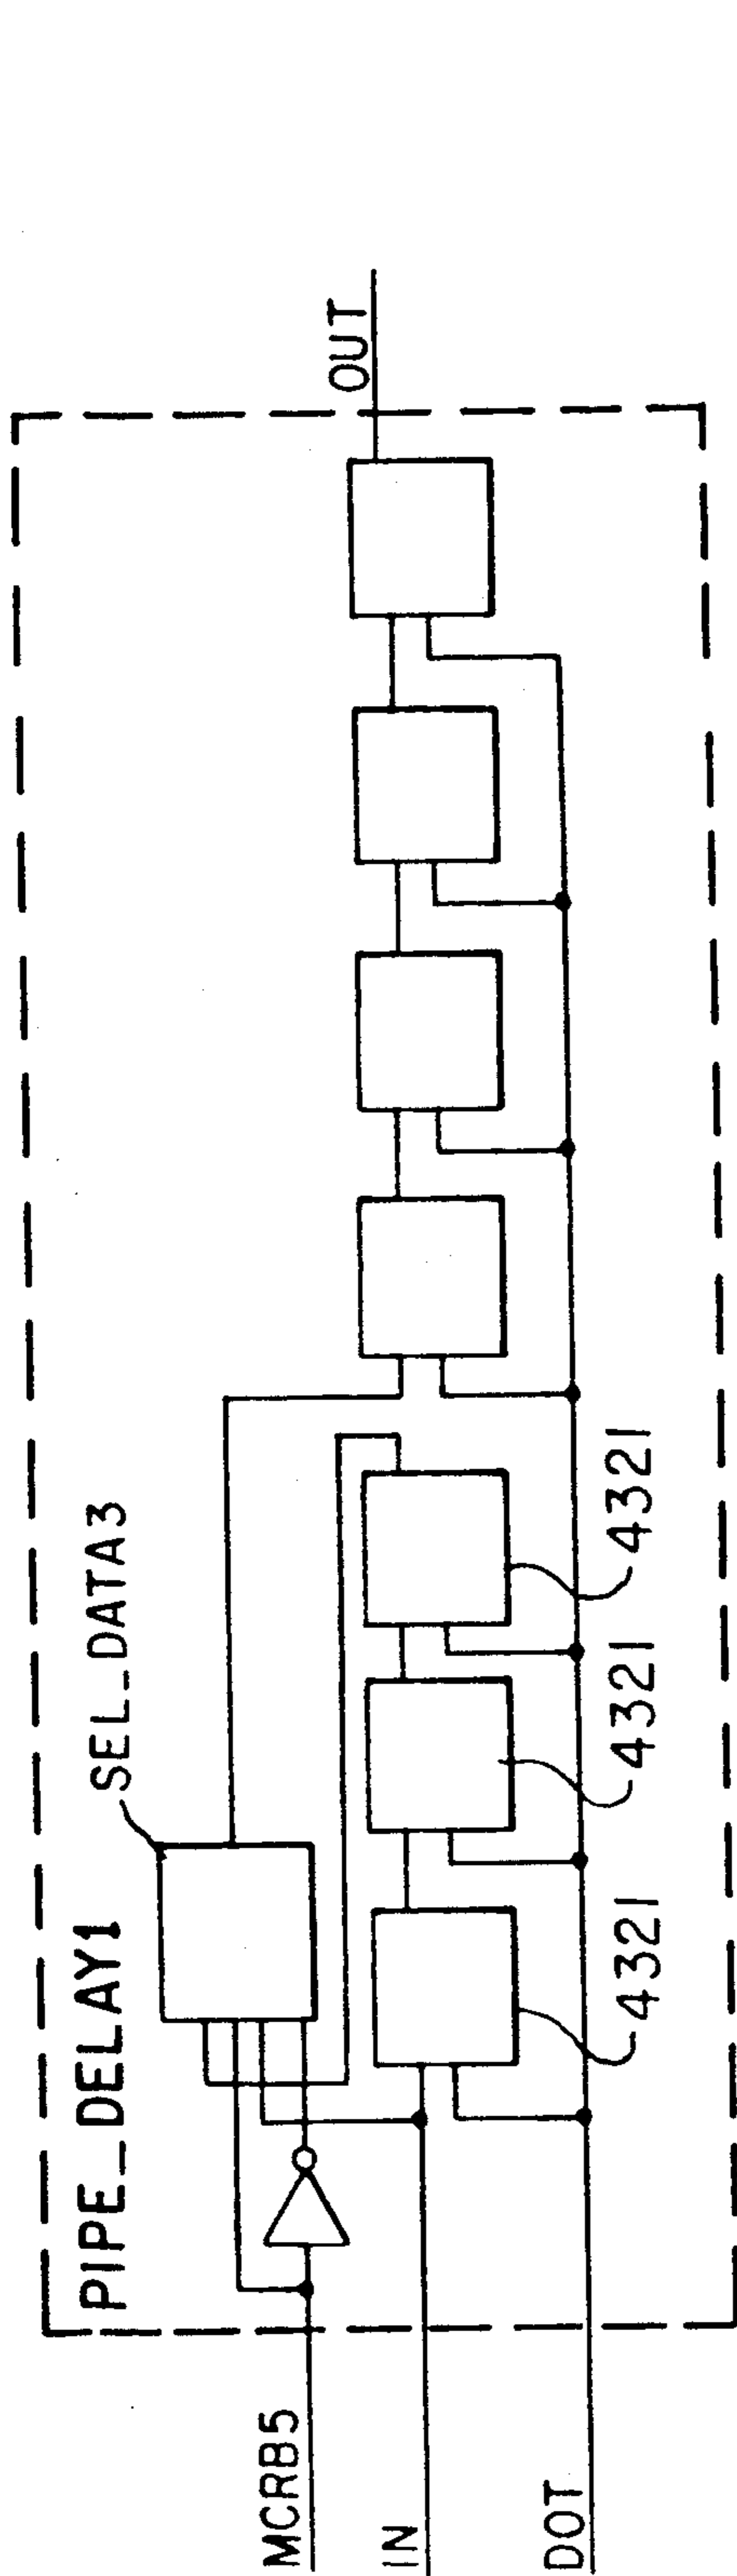 PIPE_DELAY1
SEL_DATA3
OUT
MCRB5
IN
DOT
4321
4321
4321